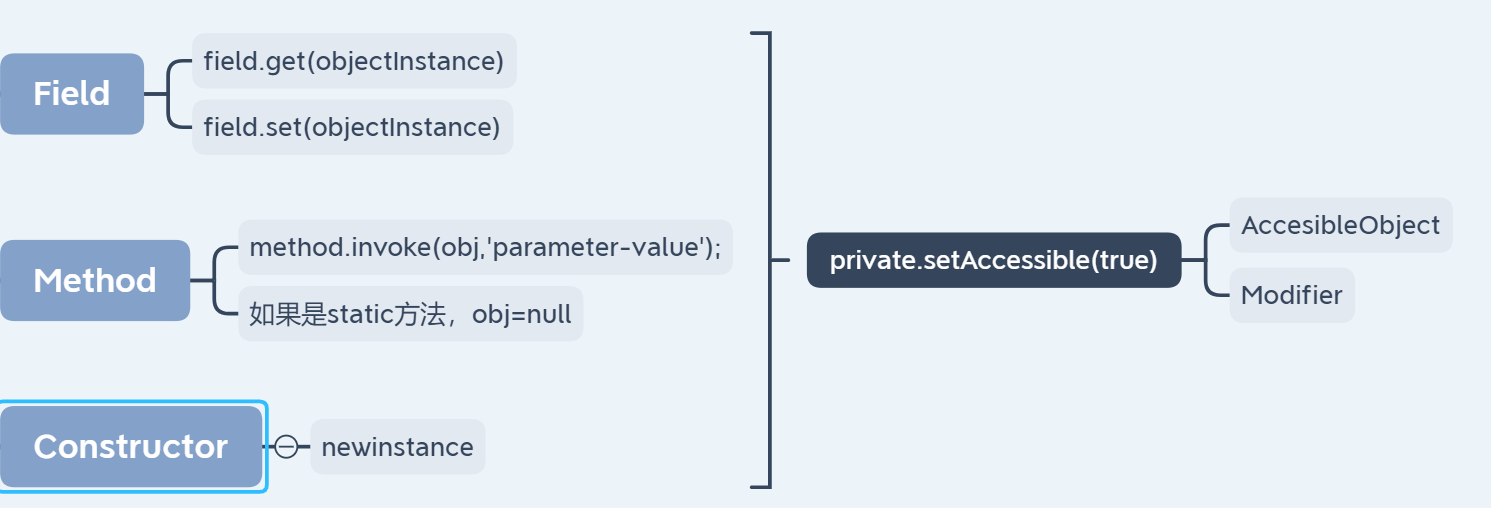 Field
field.get(objectInstance)
field.set(objectInstance)
Method
method.invoke(obj,'parameter-value');
如果是static方法，obj=null
Constructor
newinstance
private.setAccessible(true)
AccesibleObject
Modifier